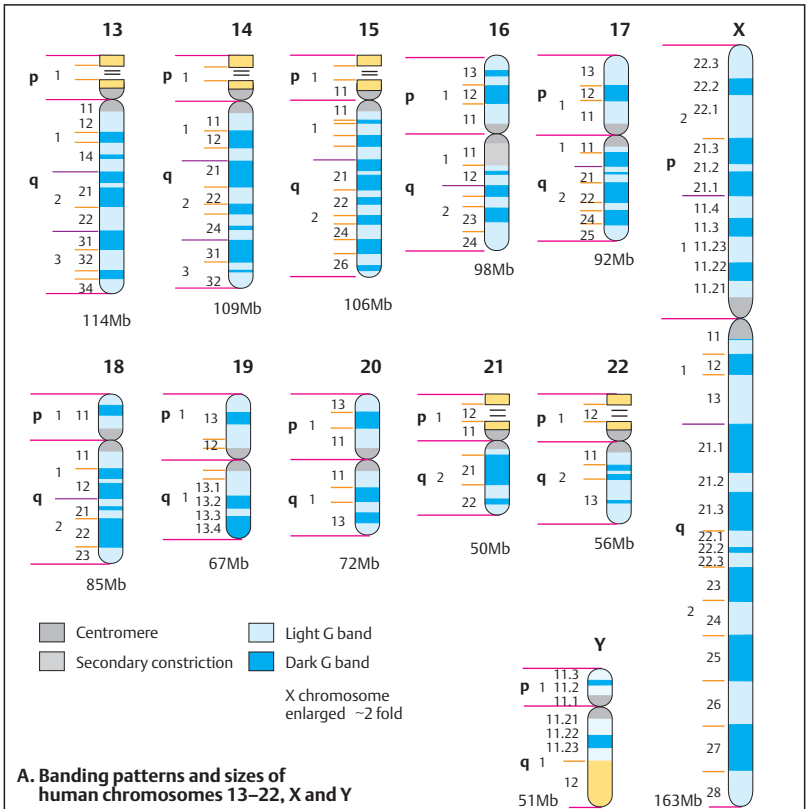 13 14 15 16 17 X
p 1
11
12
1
14
q
21
2
22
31
3 32
34
114Mb
p 1
11
1 12
q
21
2 22
24
31
3 32
109Mb
p 1
11
11
1
q
21
22
2
24
26
106Mb
13
p 1 12
11
11
1
12
q
2
23
24
98Mb
13
p 12
1
11
1 11
21
q 2 22
24
25
92Mb
22.3
22.2
22.1
2
21.3
p
21.2
21.1
11.4
11.3
1 11.23
11.22
11.21
11
1 12
13
21.1
21.2
21.3
q
22.1
22.2
22.3
23
2
24
25
26
27
28
163Mb
18 19 20 21 22
p 1 11
11
1
12
q
21
2
22
23
85Mb
p 1
13
12
q 1 13.1
13.2
13.3
13.4
67Mb
13
p 1
11
11
q 1
13
72Mb
p 1 12
11
q 2 21
22
50Mb
p 1 12
11
q 2
13
56Mb
Centromere
Secondary constriction
Light G band
Dark G band
X chromosome
enlarged ~2 fold
Y
11.3
p 1 11.2
11.1
11.21
11.22
11.23
q 1
12
51Mb
A. Banding patterns and sizes of
human chromosomes 13–22, X and Y